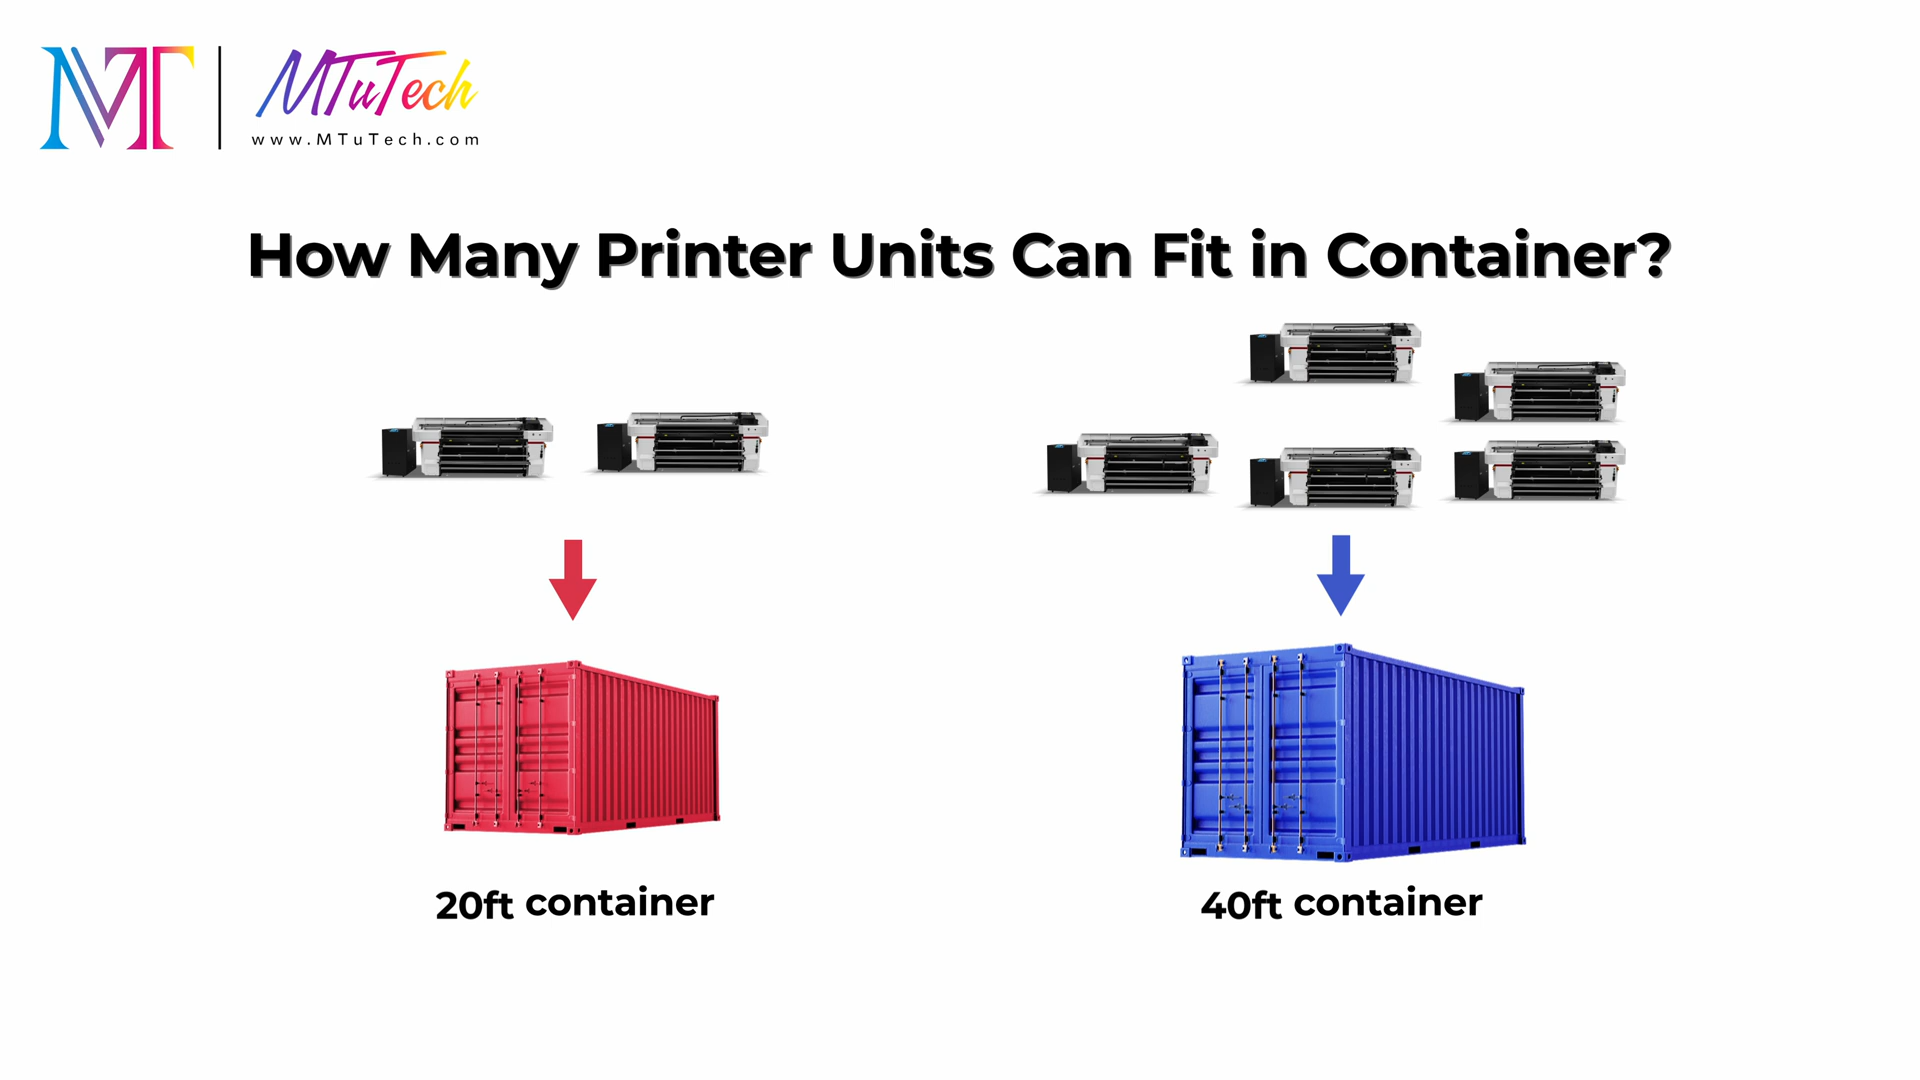 MT
MTuTech
www.MTuTech.com
How Many Printer Units Can Fit in Container?
20ft container
40ft container